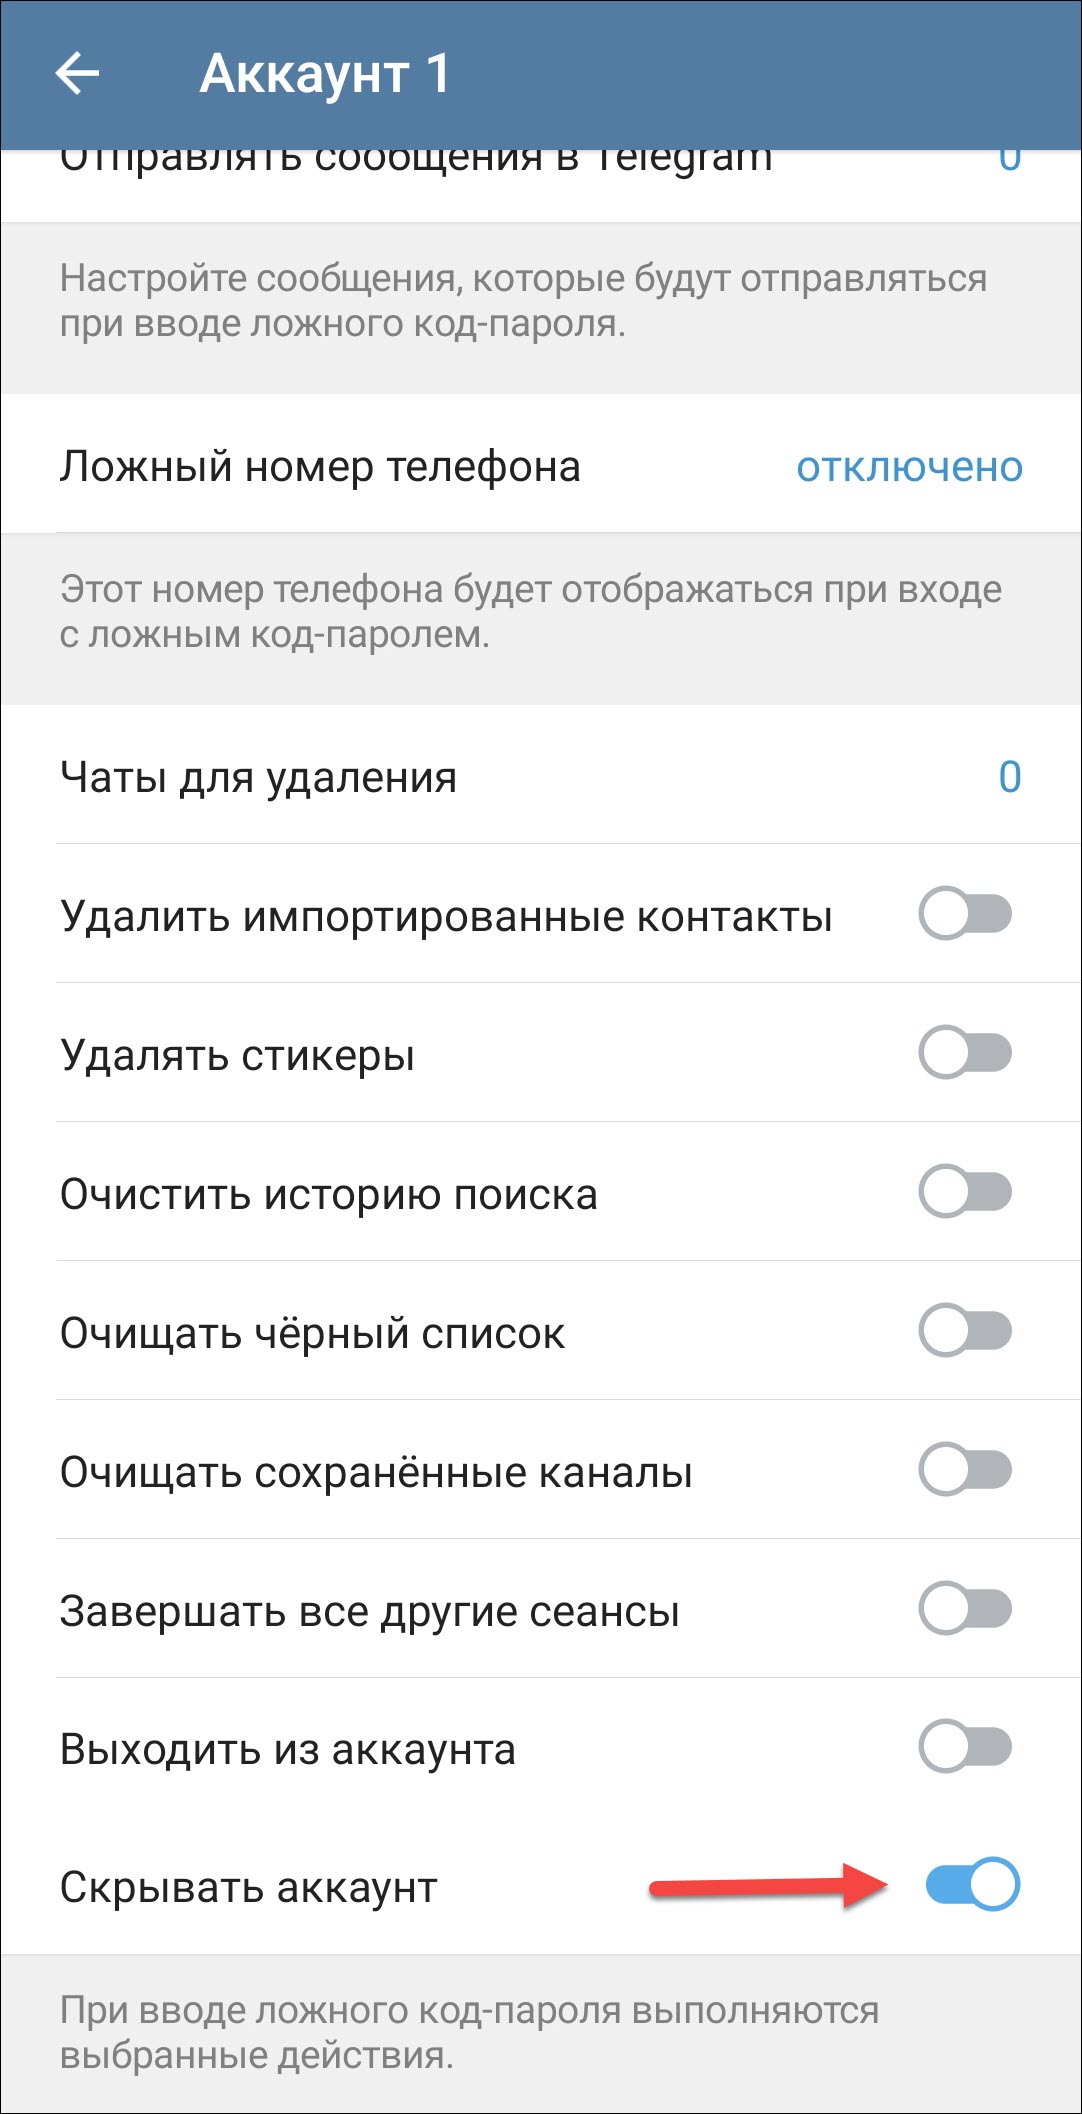 Аккаунт 1
Отправлять сообщения в Telegram 0
Настройте сообщения, которые будут отправляться
при вводе ложного код-пароля.
Ложный номер телефона отключено
Этот номер телефона будет отображаться при входе
с ложным код-паролем.
Чаты для удаления 0
Удалить импортированные контакты
Удалять стикеры
Очистить историю поиска
Очищать чёрный список
Очищать сохранённые каналы
Завершать все другие сеансы
Выходить из аккаунта
Скрывать аккаунт
При вводе ложного код-пароля выполняются
выбранные действия.